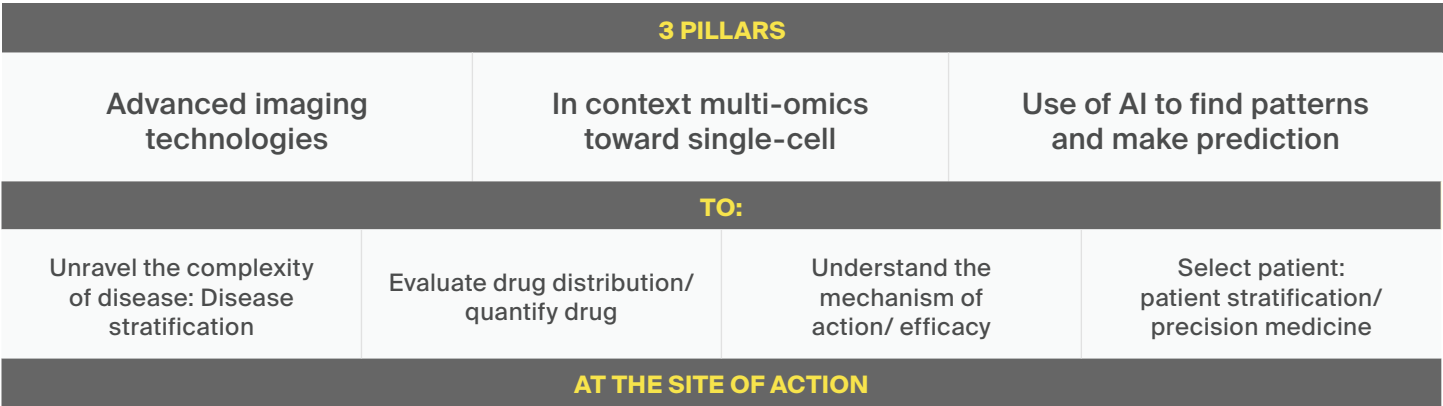 3 PILLARS
Advanced imaging
technologies
In context multi-omics
toward single-cell
Use of AI to find patterns
and make prediction
TO:
Unravel the complexity
of disease: Disease
stratification
Evaluate drug distribution/
quantify drug
Understand the
mechanism of
action/ efficacy
Select patient:
patient stratification/
precision medicine
AT THE SITE OF ACTION